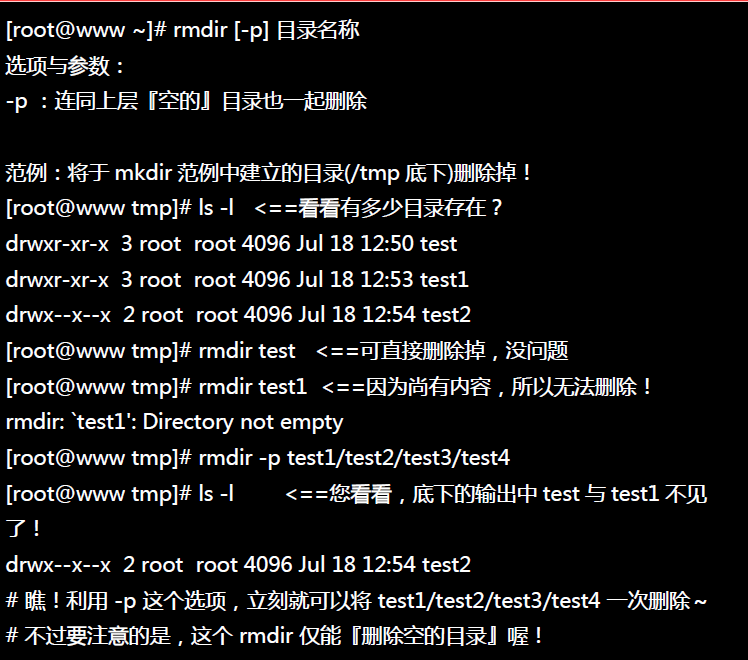 [root@www ~]# rmdir [-p] 目录名称
选项与参数：
-p ：连同上层『空的』目录也一起删除
范例：将于 mkdir 范例中建立的目录(/tmp 底下)删除掉！
[root@www tmp]# ls -l   <==看看有多少目录存在？
drwxr-xr-x  3 root  root 4096 Jul 18 12:50 test
drwxr-xr-x  3 root  root 4096 Jul 18 12:53 test1
drwx--x--x  2 root  root 4096 Jul 18 12:54 test2
[root@www tmp]# rmdir test   <==可直接删除掉，没问题
[root@www tmp]# rmdir test1  <==因为尚有内容，所以无法删除！
rmdir: `test1': Directory not empty
[root@www tmp]# rmdir -p test1/test2/test3/test4
[root@www tmp]# ls -l        <==您看看，底下的输出中 test 与 test1 不见
了！
drwx--x--x  2 root  root 4096 Jul 18 12:54 test2
# 瞧！利用 -p 这个选项，立刻就可以将 test1/test2/test3/test4 一次删除～
# 不过要注意的是，这个 rmdir 仅能『删除空的目录』喔！